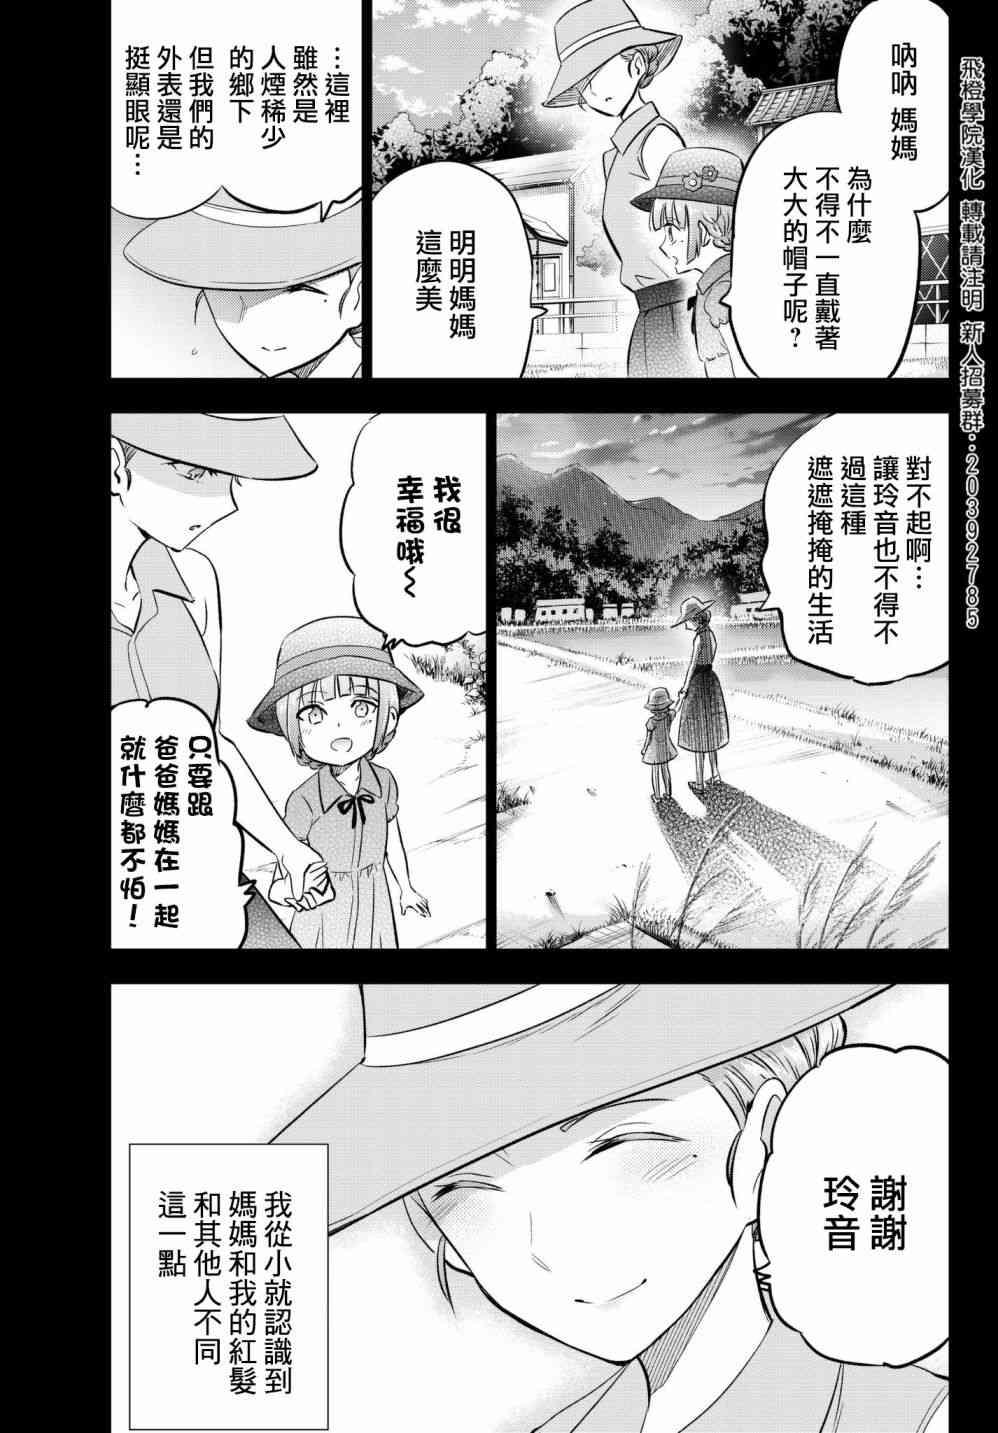 吶吶 媽媽
為什麼
不得不一直戴著
大大的帽子呢?
明明媽媽
這麼美
…這裡
雖然是
人煙稀少
的鄉下
但我們的
外表還是
挺顯眼呢…
對不起啊…
讓玲音也不得不
過這種
遮遮掩掩的生活
我很
幸福哦~
只要跟
爸爸媽媽在一起
就什麼都不怕!
謝謝
玲音
我從小就認識到
媽媽和我的紅髮
和其他人不同
這一點
飛橙學院漢化 轉載請注明 新人招募群:20392785